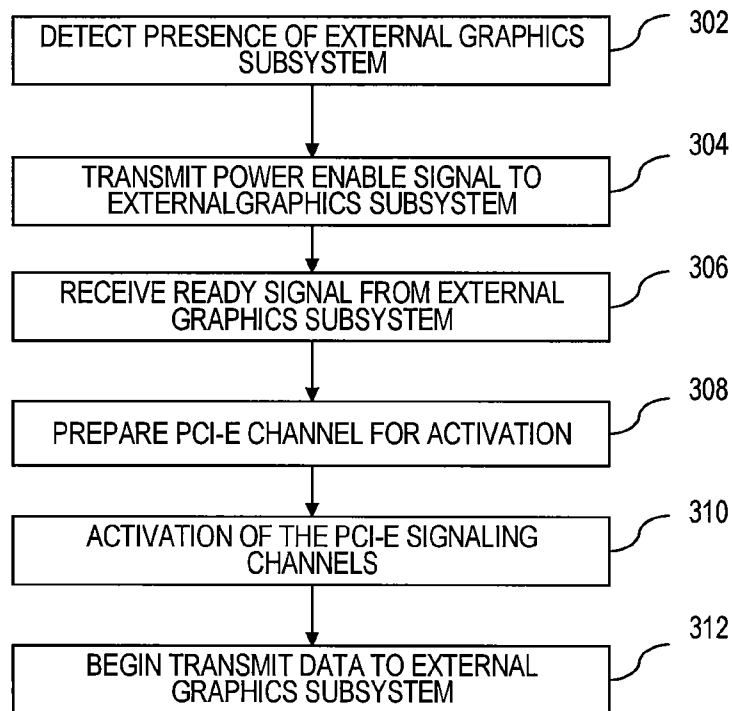 DETECT PRESENCE OF EXTERNAL GRAPHICS
SUBSYSTEM
302
TRANSMIT POWER ENABLE SIGNAL TO
EXTERNALGRAPHICS SUBSYSTEM
304
RECEIVE READY SIGNAL FROM EXTERNAL
GRAPHICS SUBSYSTEM
306
PREPARE PCI-E CHANNEL FOR ACTIVATION
308
ACTIVATION OF THE PCI-E SIGNALING
CHANNELS
310
BEGIN TRANSMIT DATA TO EXTERNAL
GRAPHICS SUBSYSTEM
312